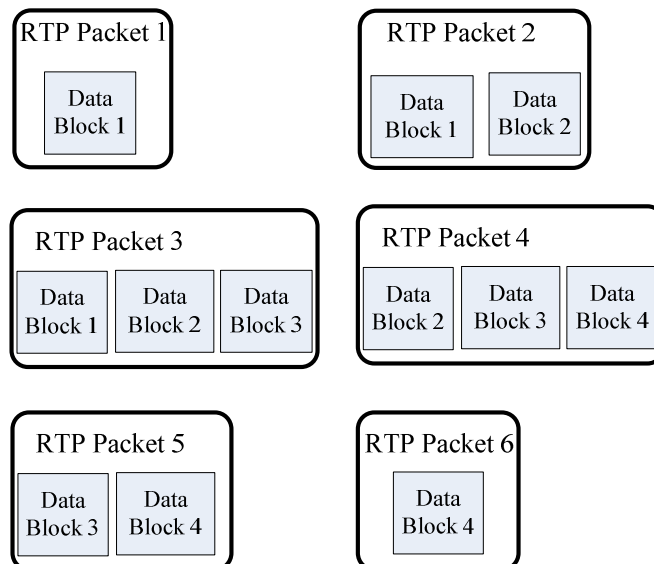 RTP Packet 1
Data
Block 1
RTP Packet 2
Data
Block 1
Data
Block 2
RTP Packet 3
Data
Block 1
Data
Block 2
Data
Block 3
RTP Packet 4
Data
Block 2
Data
Block 3
Data
Block 4
RTP Packet 5
Data
Block 3
Data
Block 4
RTP Packet 6
Data
Block 4